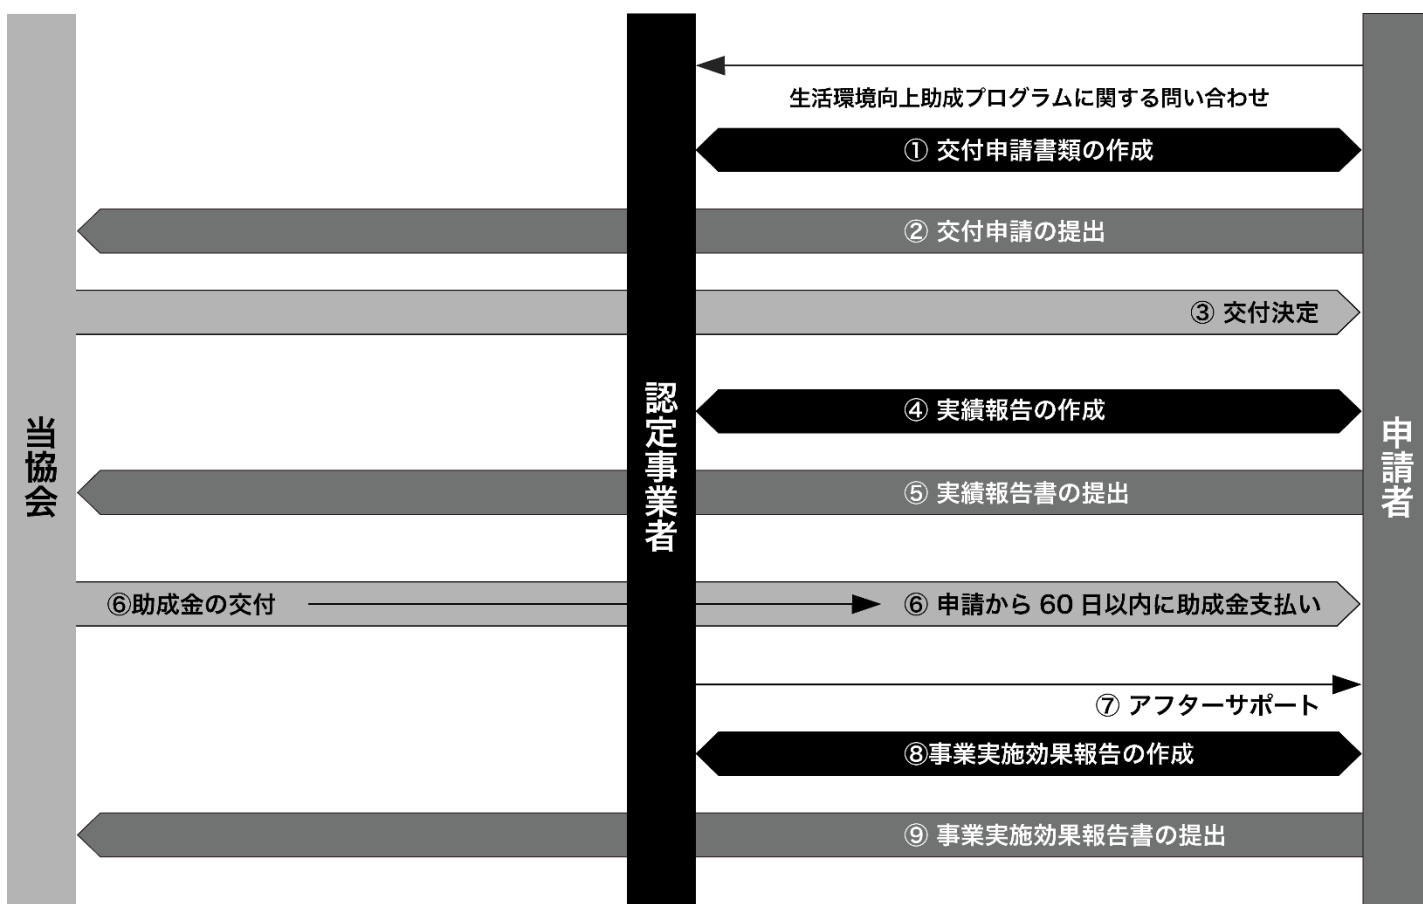 生活環境向上助成プログラムに関する問い合わせ
① 交付申請書類の作成
② 交付申請の提出
③ 交付決定
④ 実績報告の作成
⑤ 実績報告書の提出
⑥助成金の交付
⑥ 申請から 60 日以内に助成金支払い
⑦ アフターサポート
⑧事業実施効果報告の作成
⑨ 事業実施効果報告書の提出
当協会
認定事業者
申請者